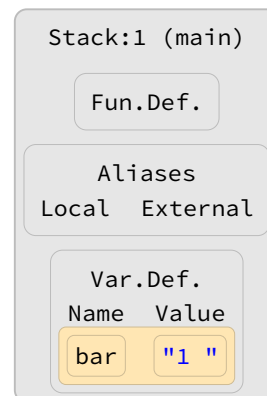 Stack:1 (main)
Fun.Def.
Aliases
Local External
Var.Def.
Name Value
bar "1 "